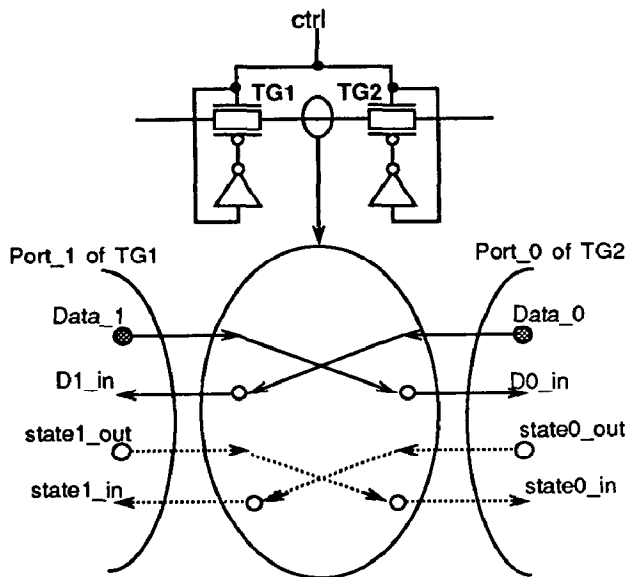 ctrl
TG1 TG2
Port_1 of TG1 Port_0 of TG2
Data_1 Data_0
D1_in D0_in
state1_out state0_out
state1_in state0_in